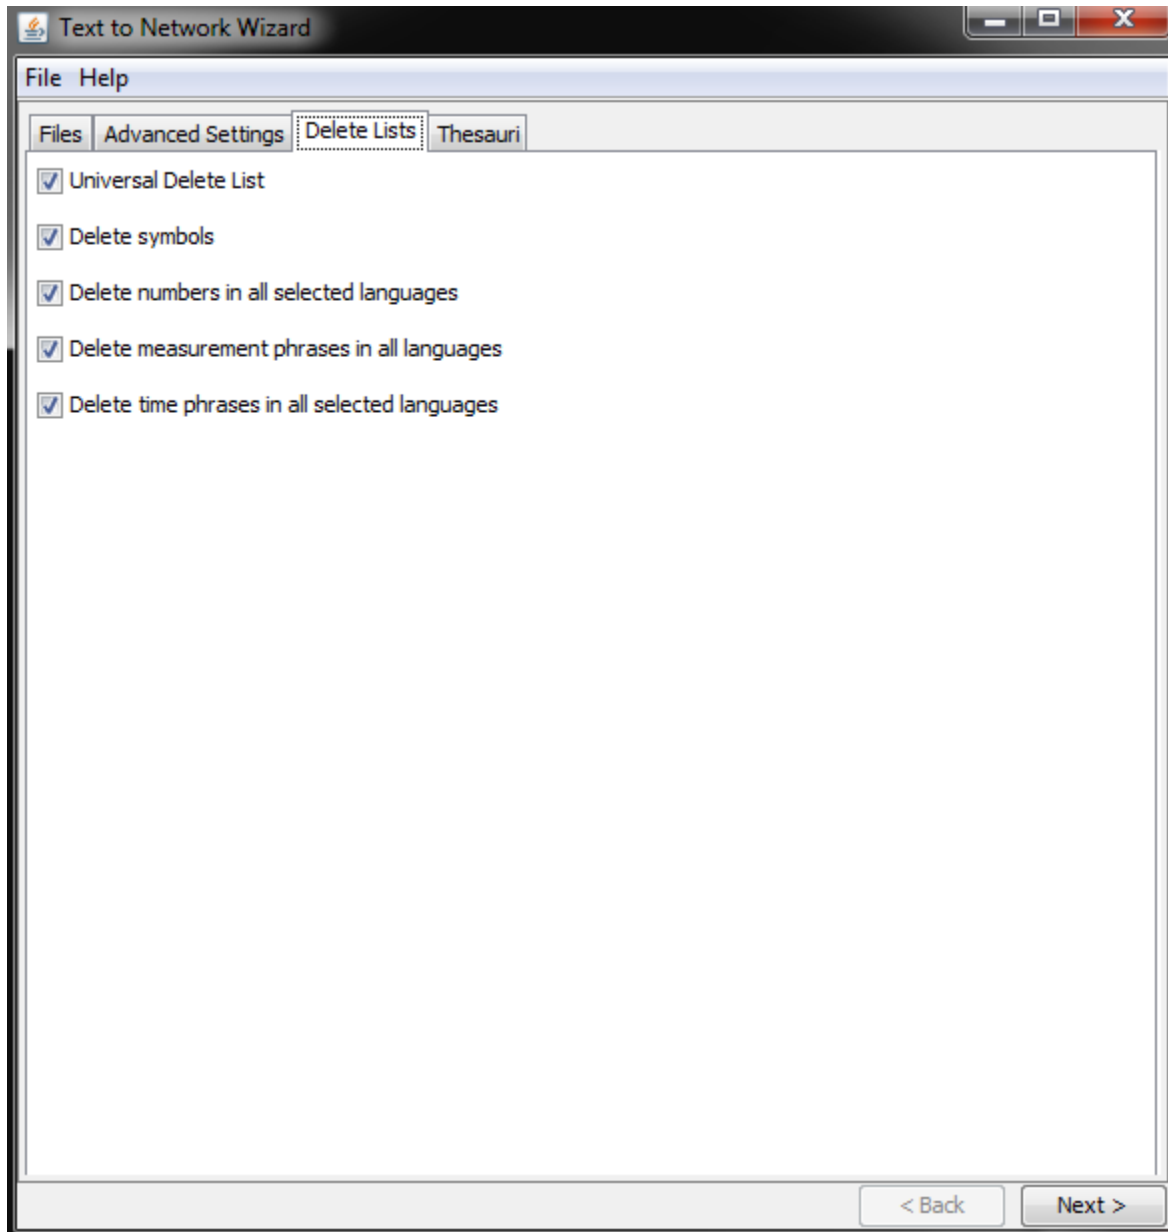 Text to Network Wizard
File Help
Files Advanced Settings Delete Lists Thesauri
Universal Delete List
Delete symbols
Delete numbers in all selected languages
Delete measurement phrases in all languages
Delete time phrases in all selected languages
< Back Next >